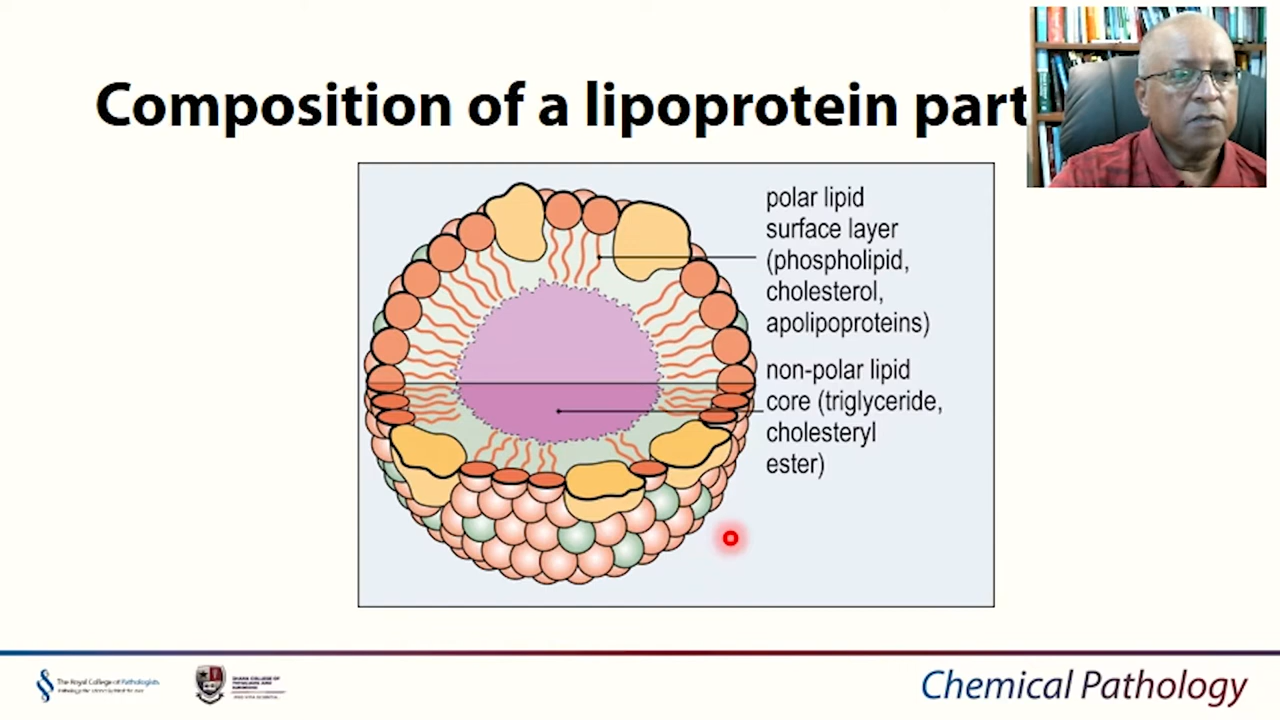 Composition of a lipoprotein part
polar lipid
surface layer
(phospholipid,
cholesterol,
apolipoproteins)
non-polar lipid
core (triglyceride,
cholesteryl
ester)
The Royal College of Pathologists
Chemical Pathology